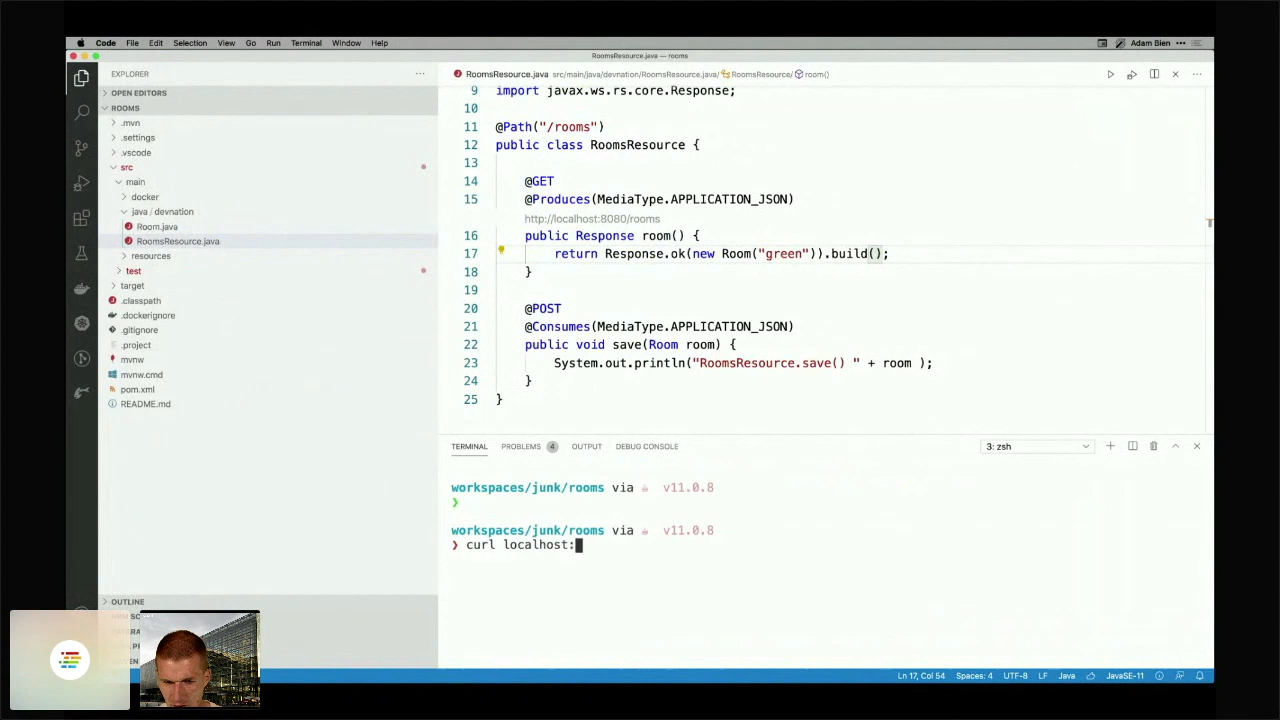 Code File Edit Selection View Go Run Terminal Window Help Adam Bien
RoomsResource.java — rooms
EXPLORER
OPEN EDITORS
ROOMS
.mvn
.settings
.vscode
src
main
docker
java / devnation
Room.java
RoomsResource.java
resources
test
target
.classpath
.dockerignore
.gitignore
.project
mvnw
mvnw.cmd
pom.xml
README.md
OUTLINE
RoomsResource.java src/main/java/devnation/RoomsResource.java/ RoomsResource/ room()
9 import javax.ws.rs.core.Response;
10
11 @Path("/rooms")
12 public class RoomsResource {
13
14 @GET
15 @Produces(MediaType.APPLICATION_JSON)
http://localhost:8080/rooms
16 public Response room() {
17 return Response.ok(new Room("green")).build();
18 }
19
20 @POST
21 @Consumes(MediaType.APPLICATION_JSON)
22 public void save(Room room) {
23 System.out.println("RoomsResource.save() " + room );
24 }
25 }
TERMINAL PROBLEMS 4 OUTPUT DEBUG CONSOLE 3: zsh
workspaces/junk/rooms via v11.0.8
❯
workspaces/junk/rooms via v11.0.8
❯ curl localhost:
Ln 17, Col 54 Spaces: 4 UTF-8 LF Java JavaSE-11